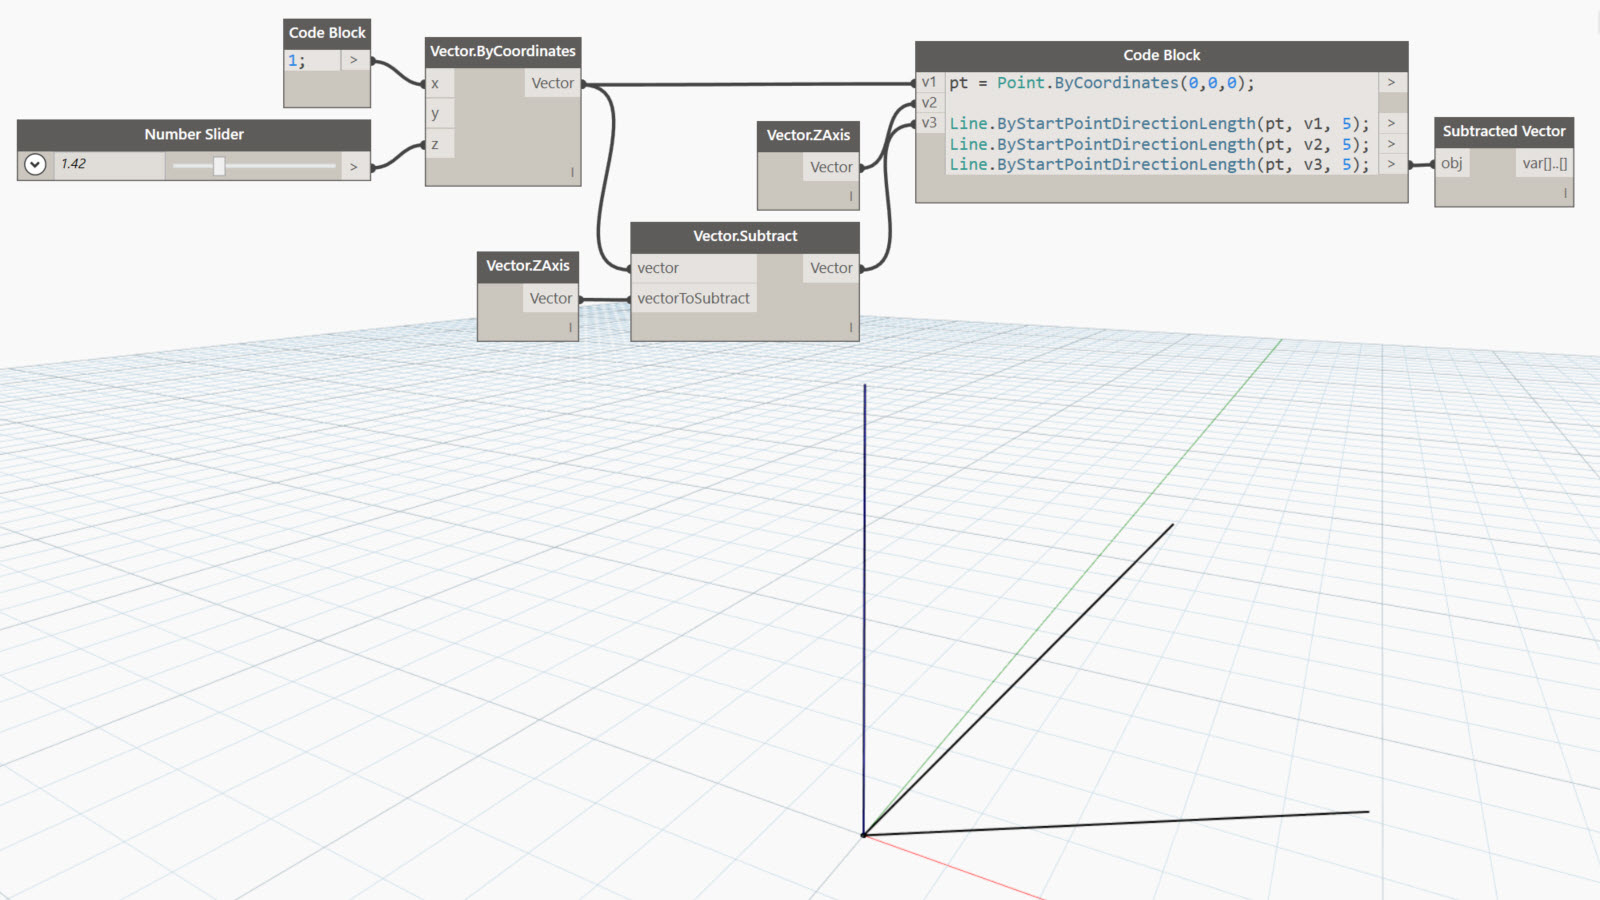 Code Block
1; >
Vector.ByCoordinates
x Vector
y
z
l
Number Slider
1.42 >
Vector.ZAxis
Vector
l
Vector.ZAxis
Vector
l
Vector.Subtract
vector Vector
vectorToSubtract
l
Code Block
v1 pt = Point.ByCoordinates(0,0,0); >
v2
v3 Line.ByStartPointDirectionLength(pt, v1, 5); >
Line.ByStartPointDirectionLength(pt, v2, 5); >
Line.ByStartPointDirectionLength(pt, v3, 5); >
Subtracted Vector
obj var[]..[]
l